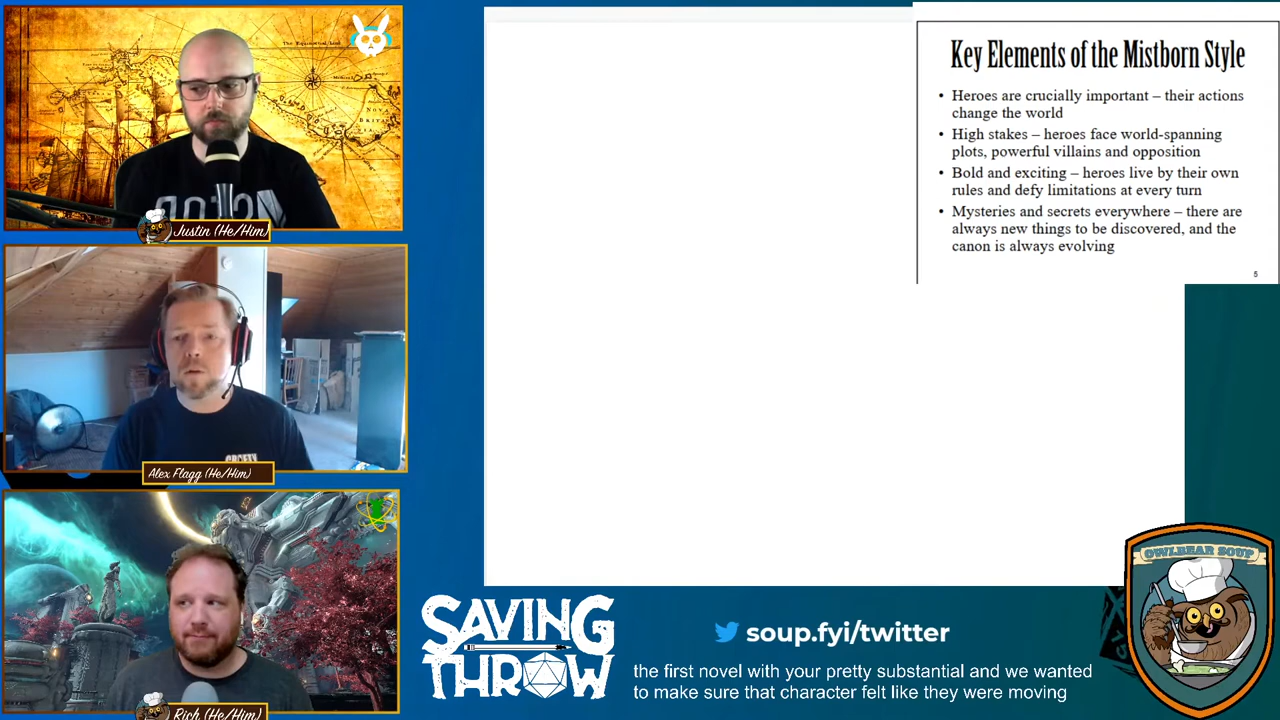 Justin (He/Him)
Alex Flagg (He/Him)
Rich (He/Him)
Key Elements of the Mistborn Style
• Heroes are crucially important – their actions
change the world
• High stakes – heroes face world-spanning
plots, powerful villains and opposition
• Bold and exciting – heroes live by their own
rules and defy limitations at every turn
• Mysteries and secrets everywhere – there are
always new things to be discovered, and the
canon is always evolving
5
SAVING
THROW
soup.fyi/twitter
the first novel with your pretty substantial and we wanted
to make sure that character felt like they were moving
OWLBEAR SOUP